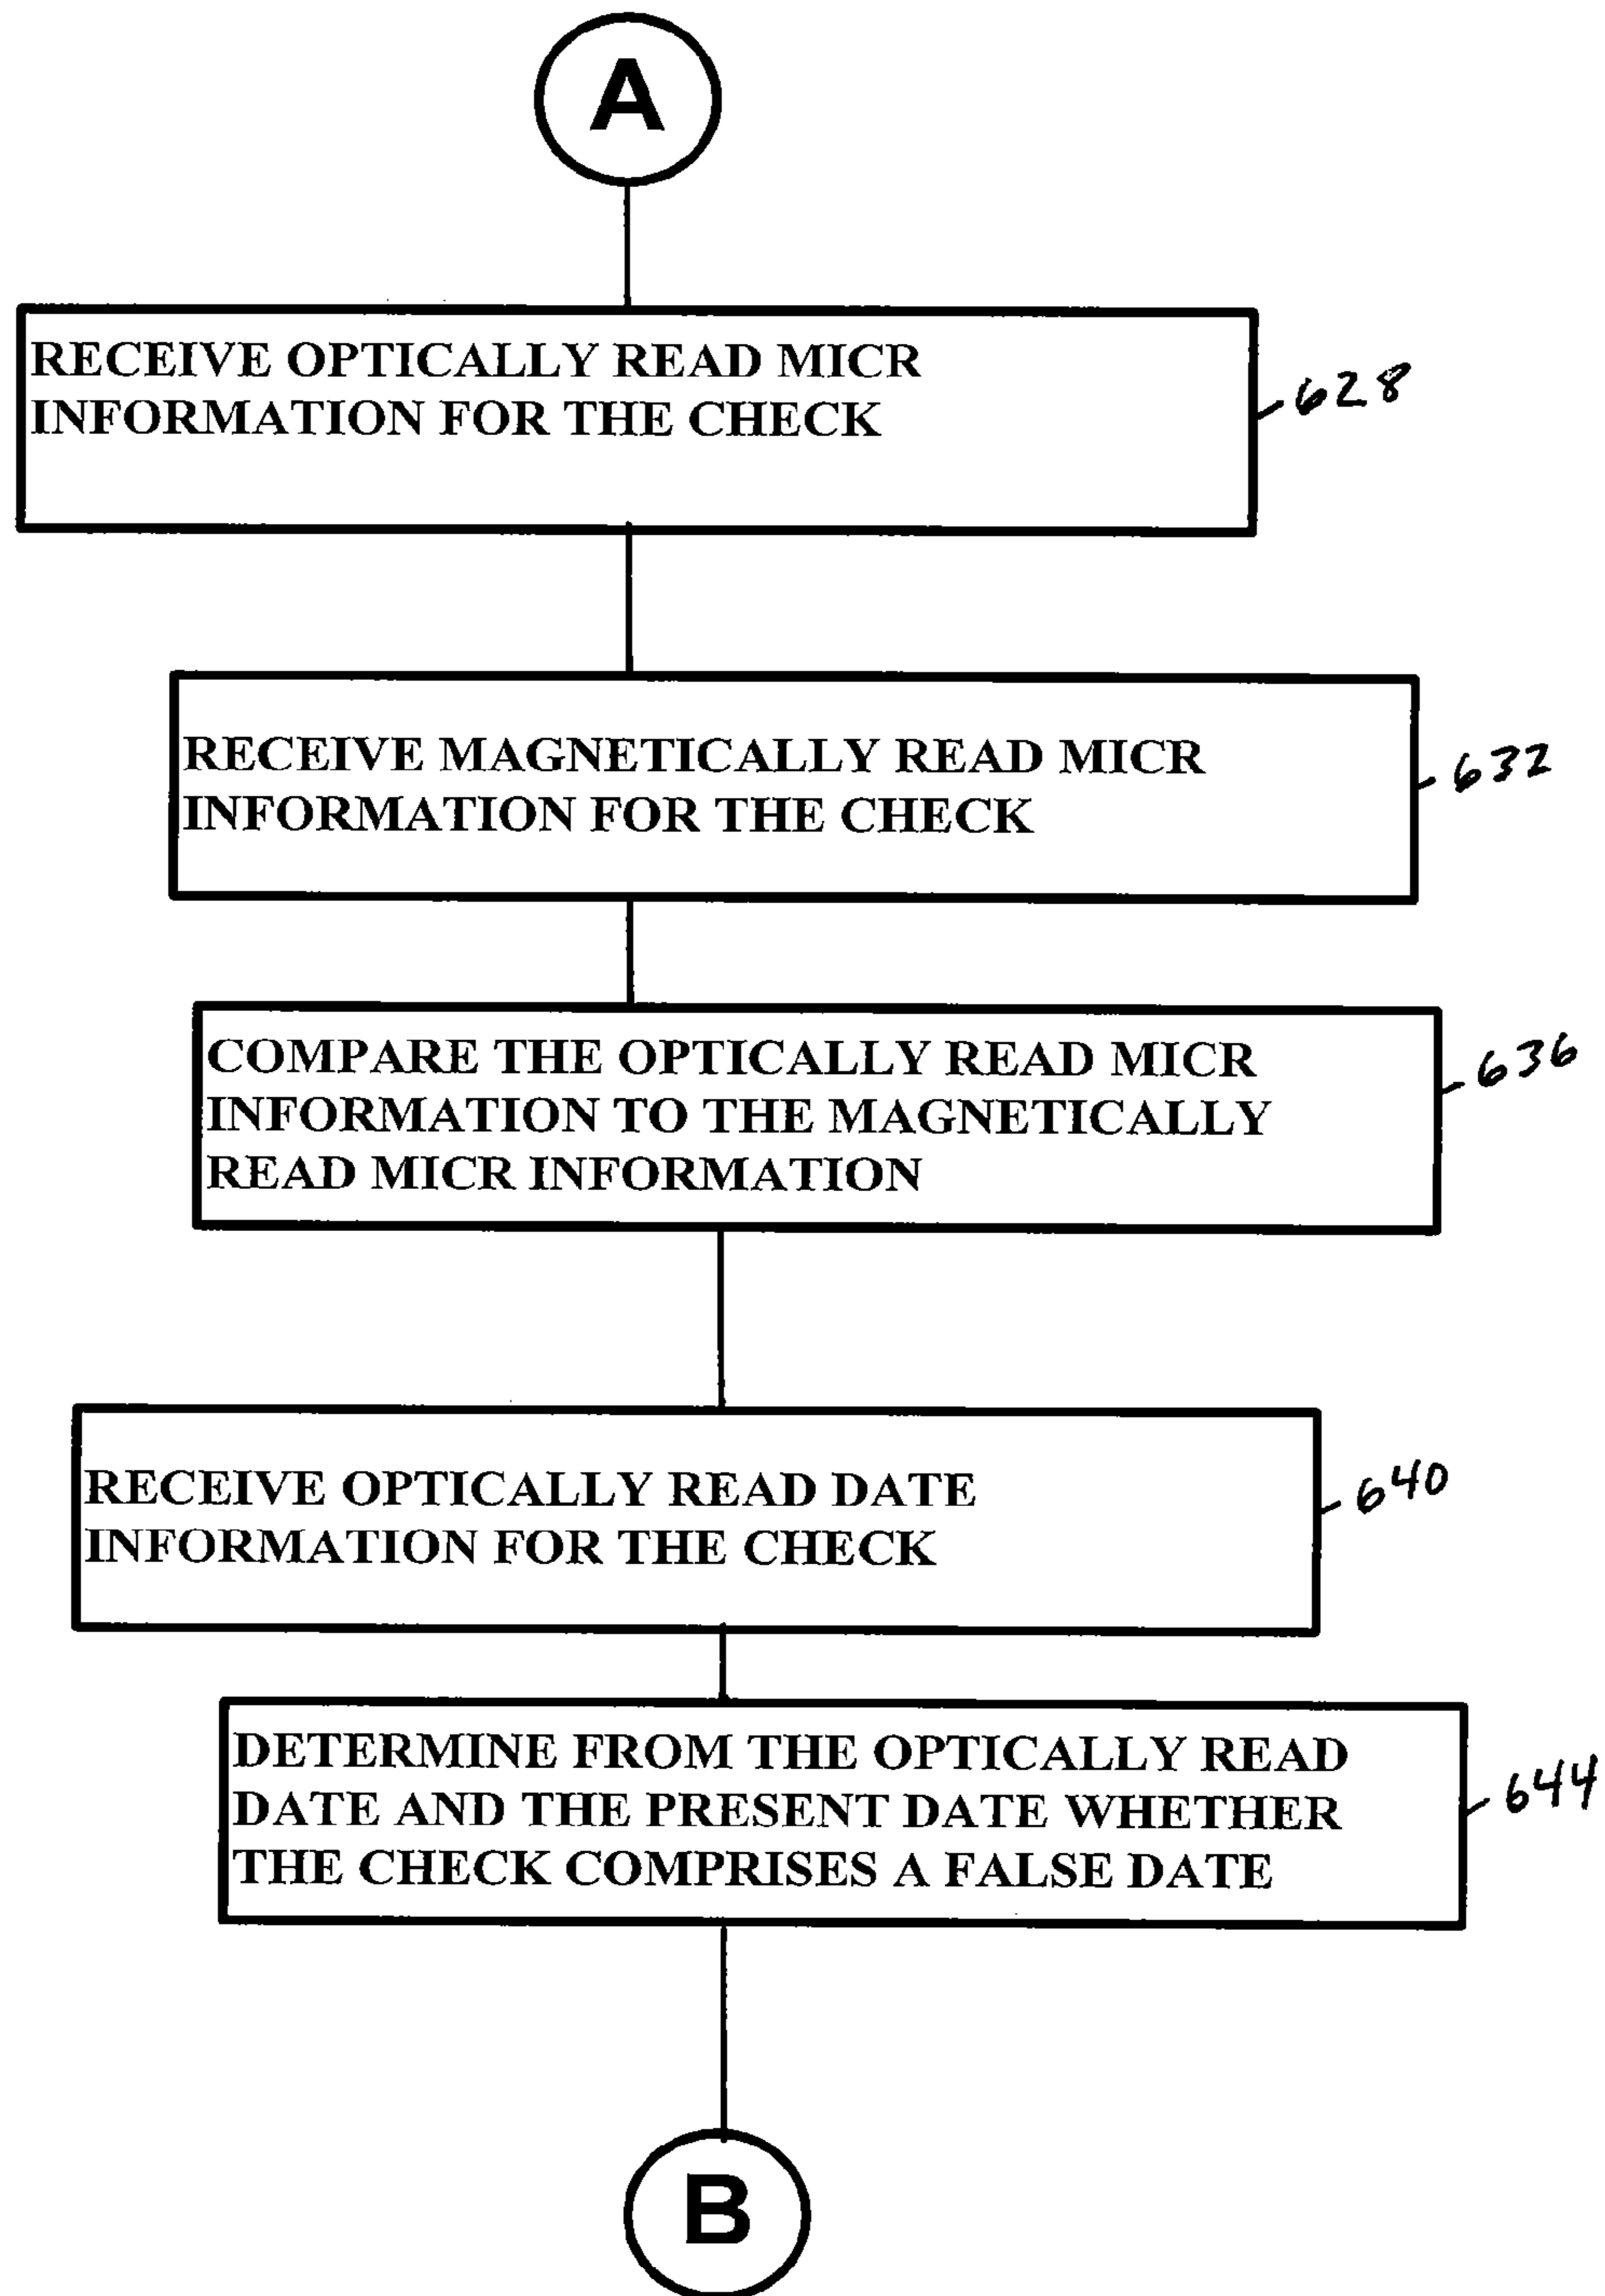 A
RECEIVE OPTICALLY READ MICR
INFORMATION FOR THE CHECK
628
RECEIVE MAGNETICALLY READ MICR
INFORMATION FOR THE CHECK
632
COMPARE THE OPTICALLY READ MICR
INFORMATION TO THE MAGNETICALLY
READ MICR INFORMATION
636
RECEIVE OPTICALLY READ DATE
INFORMATION FOR THE CHECK
640
DETERMINE FROM THE OPTICALLY READ
DATE AND THE PRESENT DATE WHETHER
THE CHECK COMPRISES A FALSE DATE
644
B